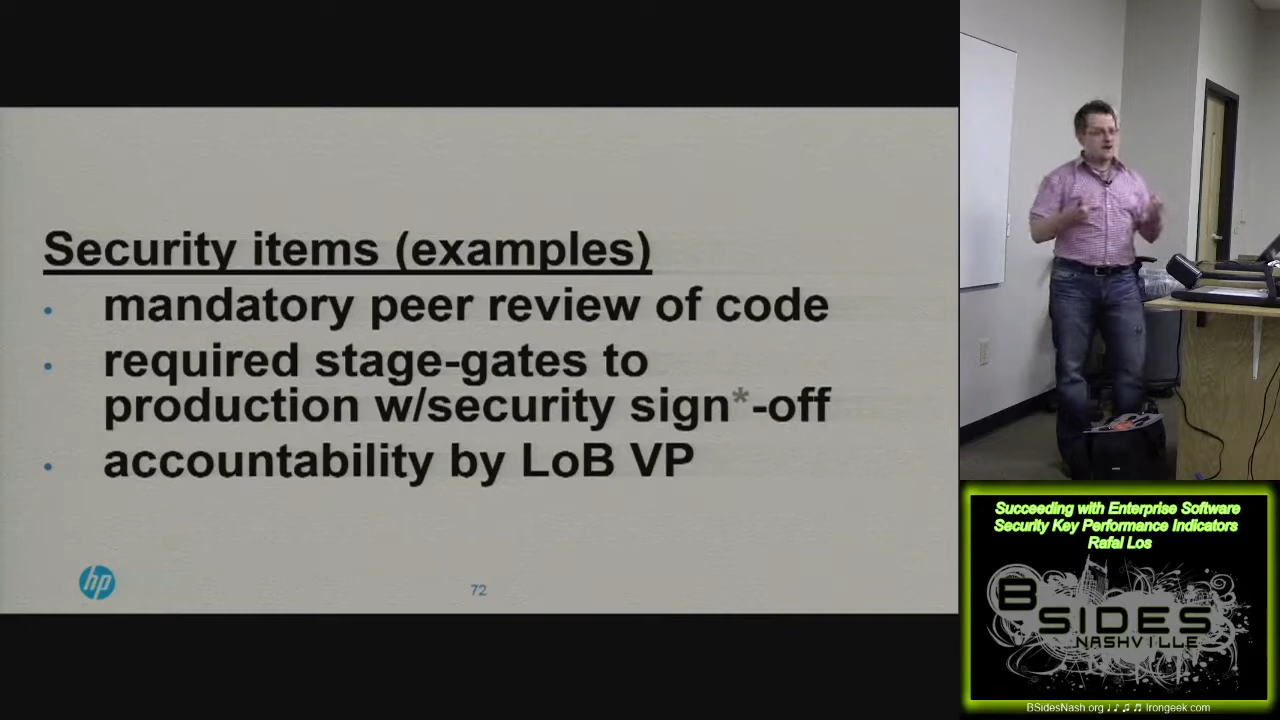 Security items (examples)
• mandatory peer review of code
• required stage-gates to
production w/security sign*-off
• accountability by LoB VP
hp
72
Succeeding with Enterprise Software
Security Key Performance Indicators
Rafal Los
BSIDES
NASHVILLE
BSidesNash.org ♩ ♪ ♫ ♬ Irongeek.com